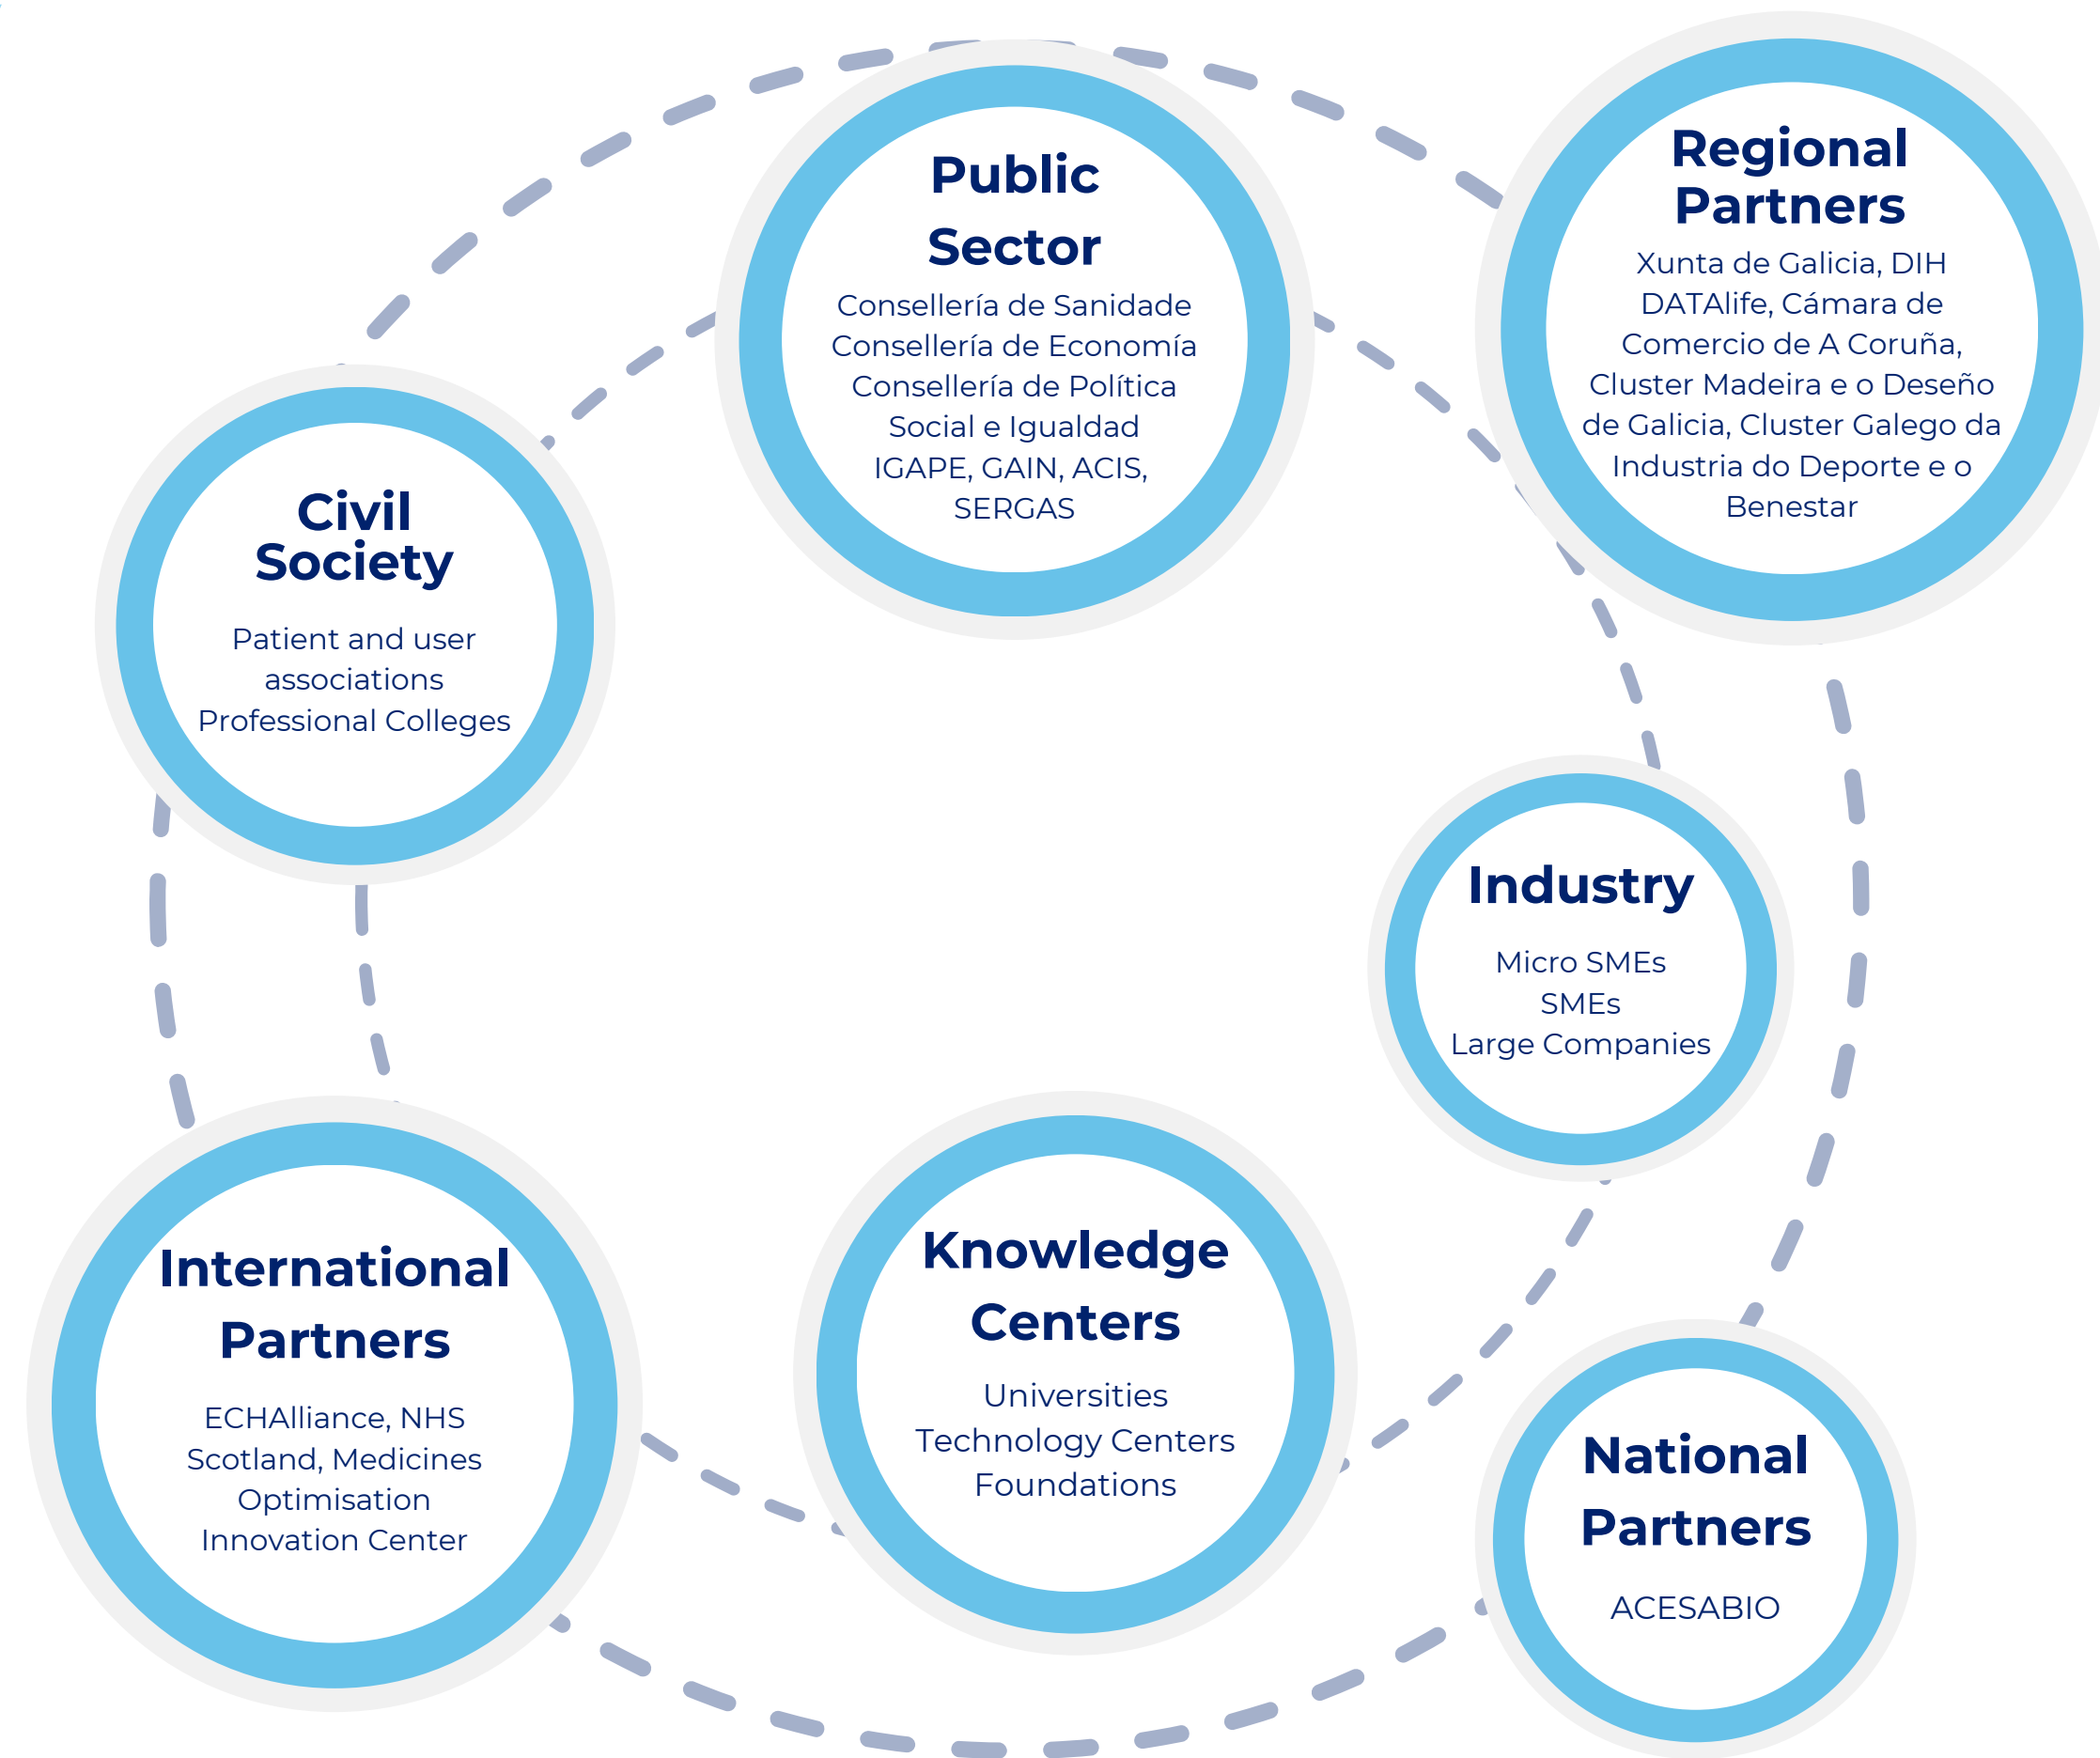 Public
Sector
Consellería de Sanidade
Consellería de Economía
Consellería de Política
Social e Igualdad
IGAPE, GAIN, ACIS,
SERGAS
Regional
Partners
Xunta de Galicia, DIH
DATAlife, Cámara de
Comercio de A Coruña,
Cluster Madeira e o Deseño
de Galicia, Cluster Galego da
Industria do Deporte e o
Benestar
Civil
Society
Patient and user
associations
Professional Colleges
Industry
Micro SMEs
SMEs
Large Companies
International
Partners
ECHAlliance, NHS
Scotland, Medicines
Optimisation
Innovation Center
Knowledge
Centers
Universities
Technology Centers
Foundations
National
Partners
ACESABIO